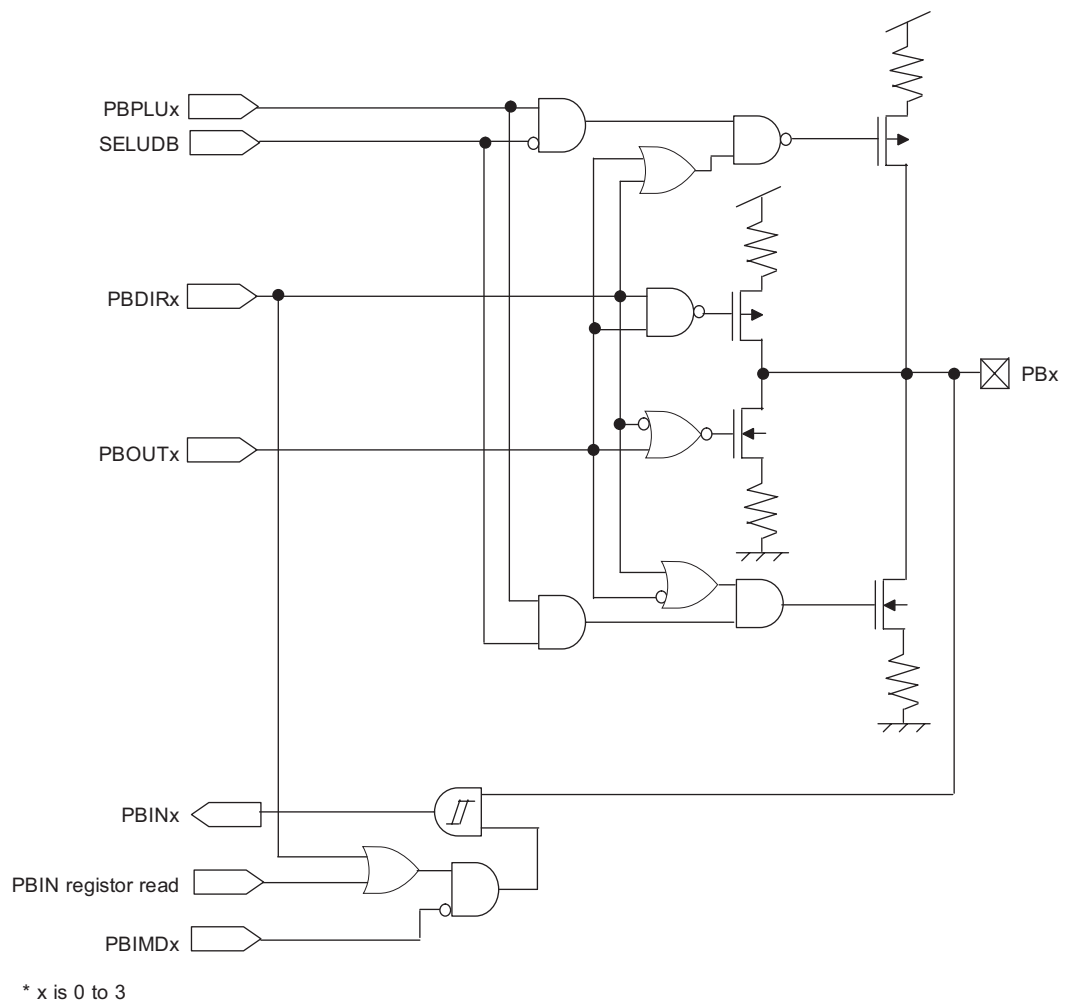 PBPLUx
SELUDB
PBDIRx
PBx
PBOUTx
PBINx
PBIN registor read
PBIMDx
* x is 0 to 3